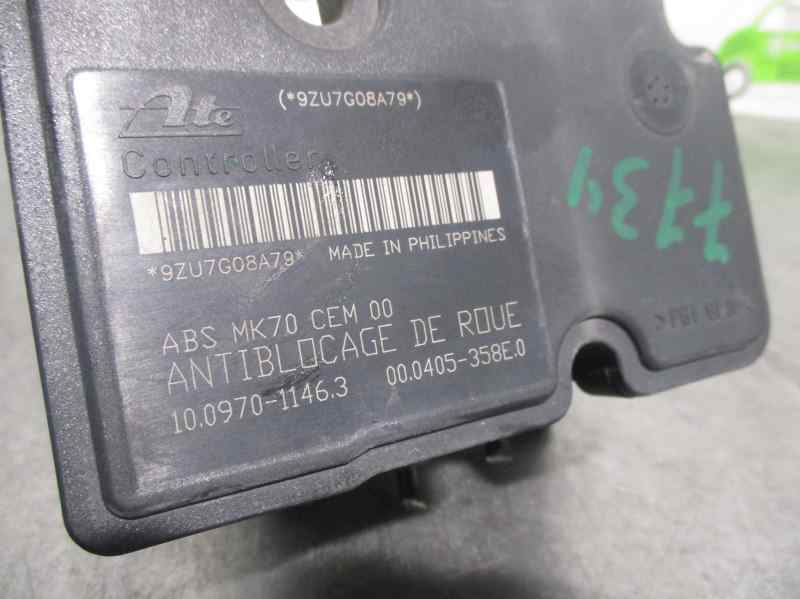 (*9ZU7G08A79*)
Ate
Controller
*9ZU7G08A79* MADE IN PHILIPPINES
ABS MK70 CEM 00
ANTIBLOCAGE DE ROUE
10.0970-1146.3 00.0405-358E.0
7734